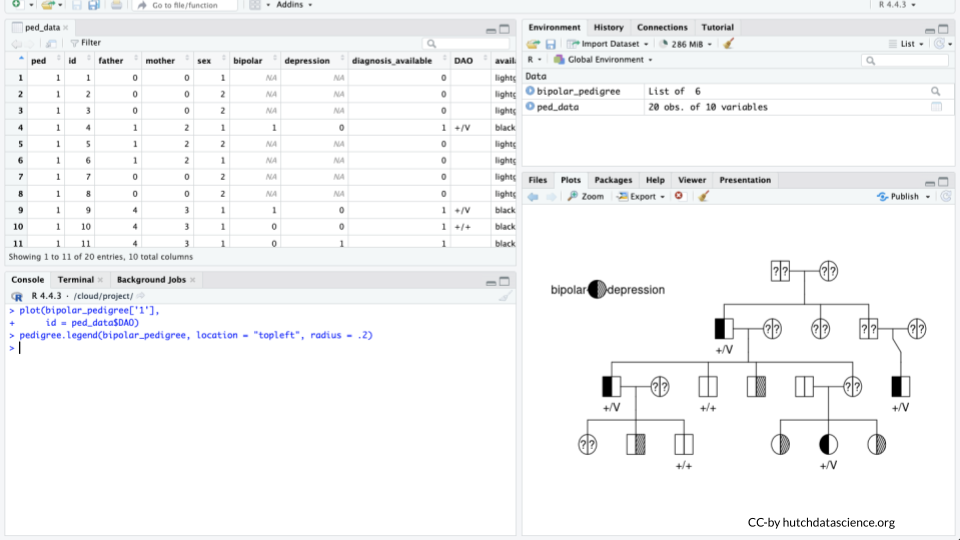 Go to file/function
Addins
R 4.4.3
ped_data
Filter
ped id father mother sex bipolar depression diagnosis_available DAO avail
1 1 1 0 0 1 NA NA 0 lightg
2 1 2 0 0 2 NA NA 0 lightg
3 1 3 0 0 2 NA NA 0 lightg
4 1 4 1 2 1 1 0 1 +/V black
5 1 5 1 2 2 NA NA 0 lightg
6 1 6 1 2 1 NA NA 0 lightg
7 1 7 0 0 2 NA NA 0 lightg
8 1 8 0 0 2 NA NA 0 lightg
9 1 9 4 3 1 1 0 1 +/V black
10 1 10 4 3 1 0 0 1 +/+ black
11 1 11 4 3 1 0 1 1 black
Showing 1 to 11 of 20 entries, 10 total columns
Console Terminal Background Jobs
R 4.4.3 · /cloud/project/
> plot(bipolar_pedigree['1'],
+ id = ped_data$DAO)
> pedigree.legend(bipolar_pedigree, location = "topleft", radius = .2)
>
Environment History Connections Tutorial
Import Dataset 286 MiB List
R Global Environment
Data
bipolar_pedigree List of 6
ped_data 20 obs. of 10 variables
Files Plots Packages Help Viewer Presentation
Zoom Export Publish
?? ??
bipolar depression
?? ?? ?? ??
+/V
?? ??
+/V +/+ +/V
??
+/+ +/V
CC-by hutchdatascience.org